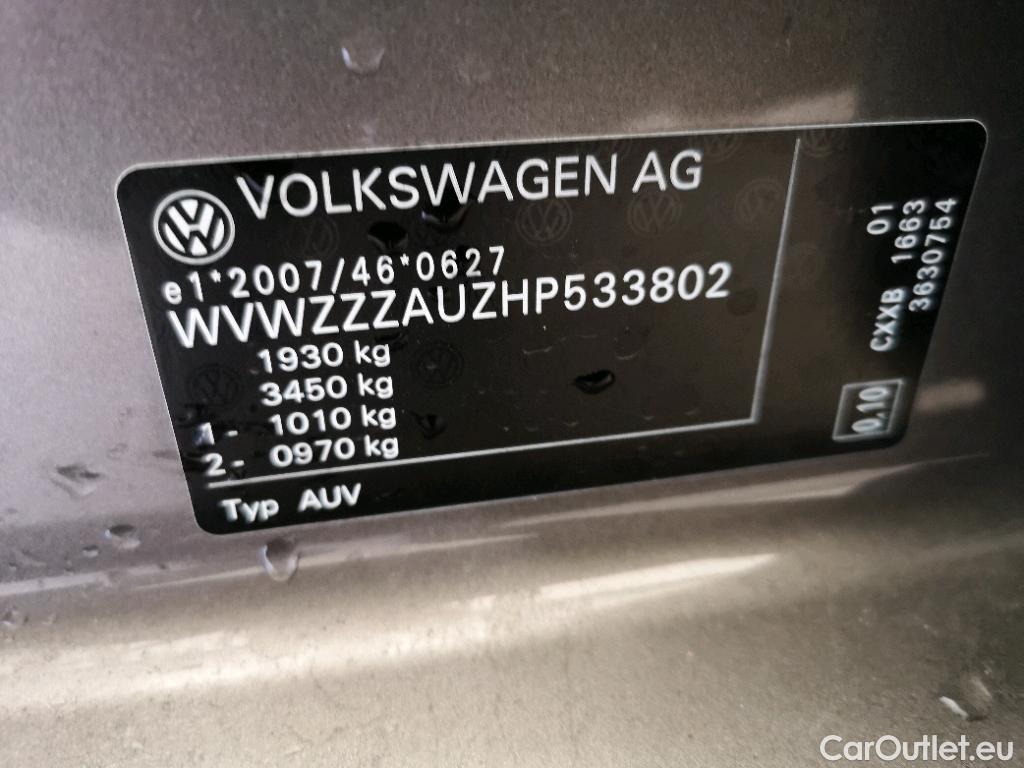 VOLKSWAGEN AG
e1*2007/46*0627
WVWZZZAUZHP533802
1930 kg
3450 kg
1- 1010 kg
2- 0970 kg
Typ AUV
01
CXXB 1663
3630754
0,10
CarOutlet.eu